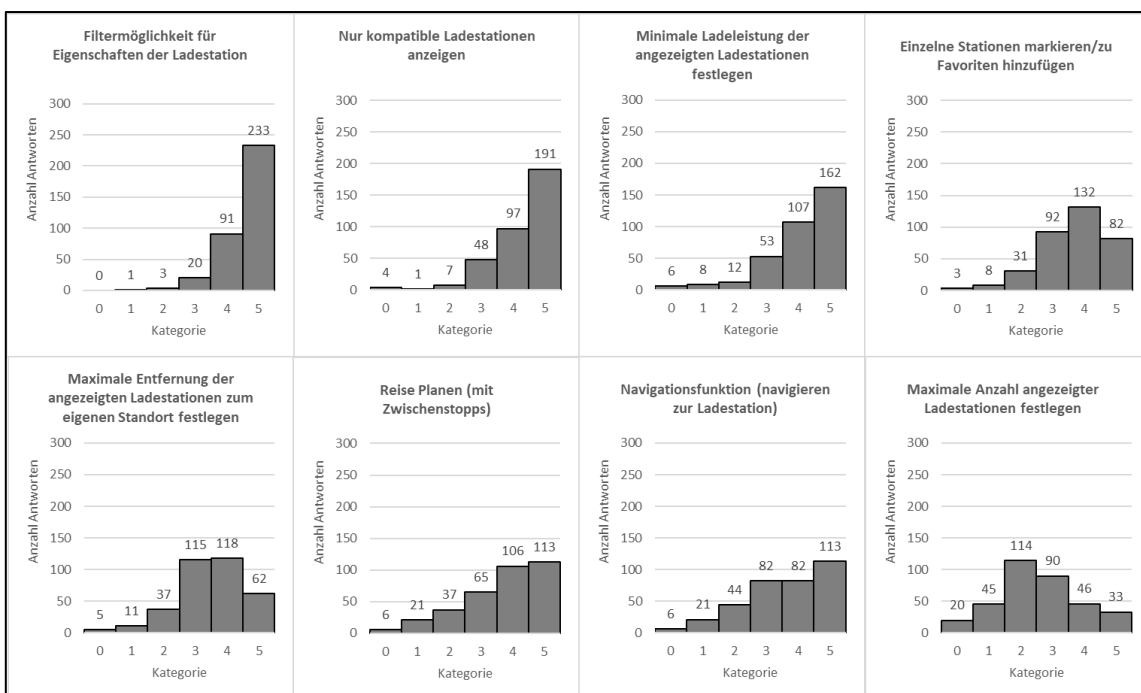 Filtermöglichkeit für
Eigenschaften der Ladestation
Anzahl Antworten
300
250
200
150
100
50
0
0
1
3
20
91
233
0 1 2 3 4 5
Kategorie
Nur kompatible Ladestationen
anzeigen
Anzahl Antworten
300
250
200
150
100
50
0
4
1
7
48
97
191
0 1 2 3 4 5
Kategorie
Minimale Ladeleistung der
angezeigten Ladestationen
festlegen
Anzahl Antworten
300
250
200
150
100
50
0
6
8
12
53
107
162
0 1 2 3 4 5
Kategorie
Einzelne Stationen markieren/zu
Favoriten hinzufügen
Anzahl Antworten
300
250
200
150
100
50
0
3
8
31
92
132
82
0 1 2 3 4 5
Kategorie
Maximale Entfernung der
angezeigten Ladestationen zum
eigenen Standort festlegen
Anzahl Antworten
300
250
200
150
100
50
0
5
11
37
115
118
62
0 1 2 3 4 5
Kategorie
Reise Planen (mit
Zwischenstopps)
Anzahl Antworten
300
250
200
150
100
50
0
6
21
37
65
106
113
0 1 2 3 4 5
Kategorie
Navigationsfunktion (navigieren
zur Ladestation)
Anzahl Antworten
300
250
200
150
100
50
0
6
21
44
82
82
113
0 1 2 3 4 5
Kategorie
Maximale Anzahl angezeigter
Ladestationen festlegen
Anzahl Antworten
300
250
200
150
100
50
0
20
45
114
90
46
33
0 1 2 3 4 5
Kategorie